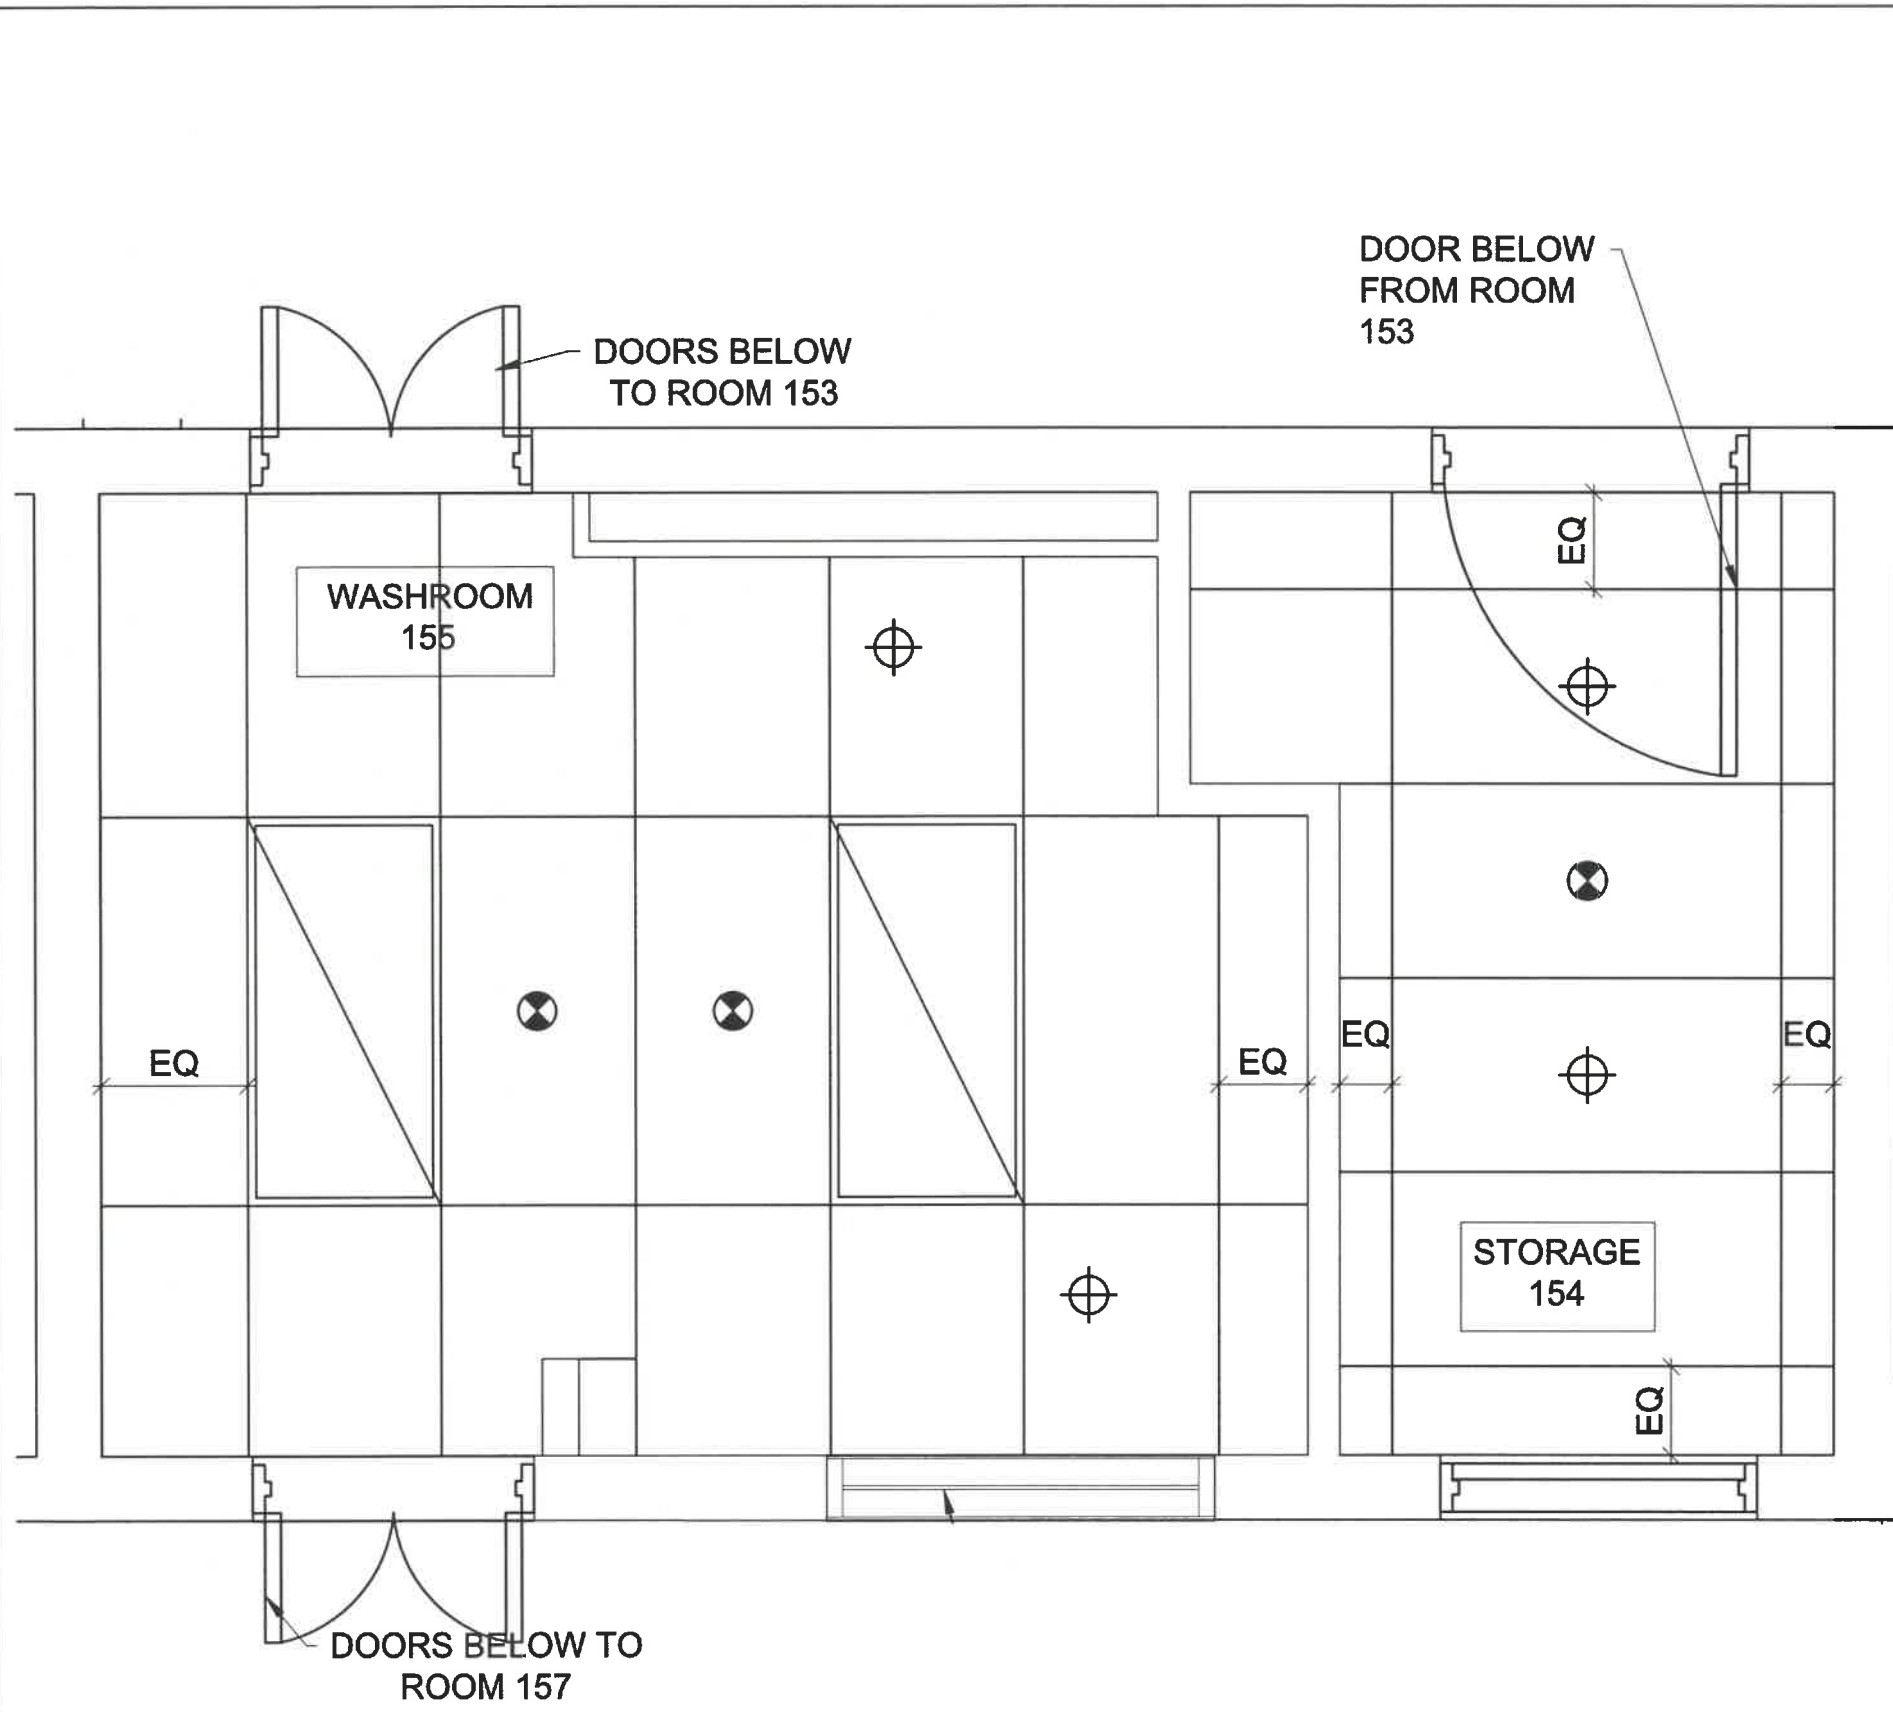 DOOR BELOW
FROM ROOM
153
DOORS BELOW
TO ROOM 153
EQ
WASHROOM
155
EQ
EQ
EQ
EQ
STORAGE
154
EQ
DOORS BELOW TO
ROOM 157